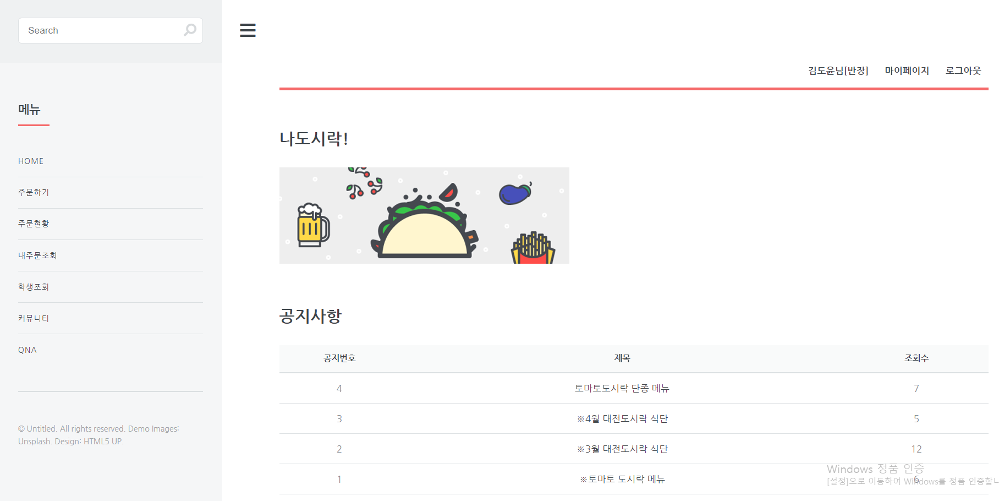 Search
메뉴
HOME
주문하기
주문현황
내주문조회
학생조회
커뮤니티
QNA
© Untitled. All rights reserved. Demo Images:
Unsplash. Design: HTML5 UP.
김도윤님[반장] 마이페이지 로그아웃
나도시락!
공지사항
공지번호 제목 조회수
4 토마토도시락 단종 메뉴 7
3 ※4월 대전도시락 식단 5
2 ※3월 대전도시락 식단 12
1 ※토마토 도시락 메뉴 6
Windows 정품 인증
[설정]으로 이동하여 Windows를 정품 인증합니